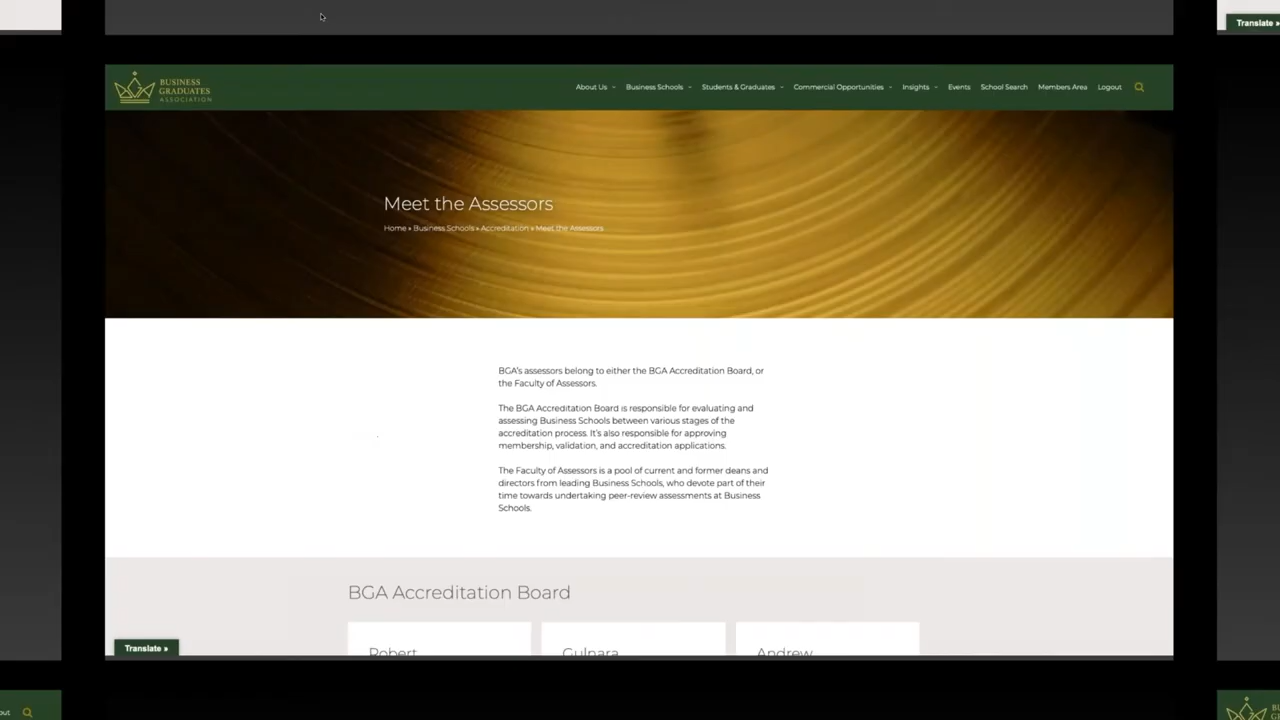 Translate »
BUSINESS
GRADUATES
ASSOCIATION
About Us
Business Schools
Students & Graduates
Commercial Opportunities
Insights
Events
School Search
Members Area
Logout
Meet the Assessors
Home » Business Schools » Accreditation » Meet the Assessors
BGA's assessors belong to either the BGA Accreditation Board, or
the Faculty of Assessors.
The BGA Accreditation Board is responsible for evaluating and
assessing Business Schools between various stages of the
accreditation process. It's also responsible for approving
membership, validation, and accreditation applications.
The Faculty of Assessors is a pool of current and former deans and
directors from leading Business Schools, who devote part of their
time towards undertaking peer-review assessments at Business
Schools.
BGA Accreditation Board
Robert
Gulnara
Andrew
Translate »